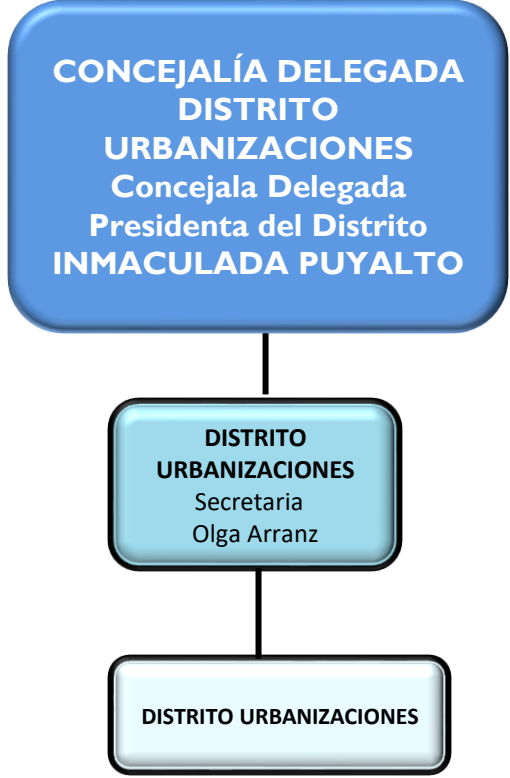 CONCEJALÍA DELEGADA
DISTRITO
URBANIZACIONES
Concejala Delegada
Presidenta del Distrito
INMACULADA PUYALTO
DISTRITO
URBANIZACIONES
Secretaria
Olga Arranz
DISTRITO URBANIZACIONES